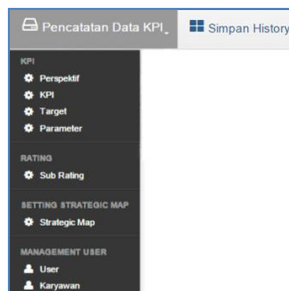 Pencatatan Data KPI
Simpan History
KPI
Perspektif
KPI
Target
Parameter
RATING
Sub Rating
SETTING STRATEGIC MAP
Strategic Map
MANAGEMENT USER
User
Karyawan